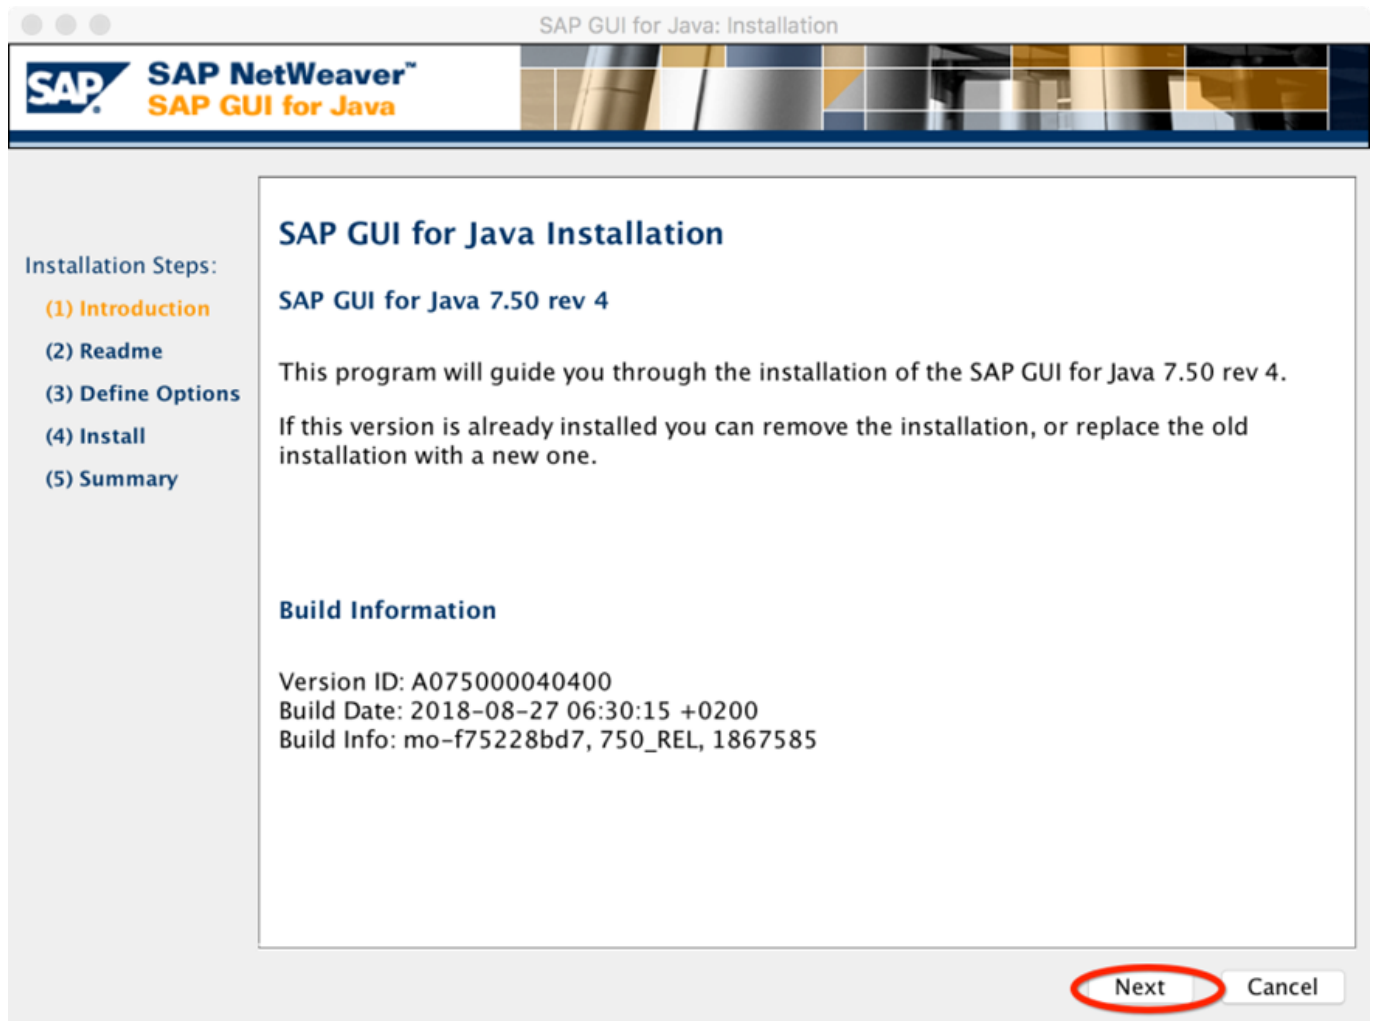 SAP GUI for Java: Installation
SAP
SAP NetWeaver™
SAP GUI for Java
Installation Steps:
(1) Introduction
(2) Readme
(3) Define Options
(4) Install
(5) Summary
SAP GUI for Java Installation
SAP GUI for Java 7.50 rev 4
This program will guide you through the installation of the SAP GUI for Java 7.50 rev 4.
If this version is already installed you can remove the installation, or replace the old
installation with a new one.
Build Information
Version ID: A075000040400
Build Date: 2018-08-27 06:30:15 +0200
Build Info: mo-f75228bd7, 750_REL, 1867585
Next
Cancel